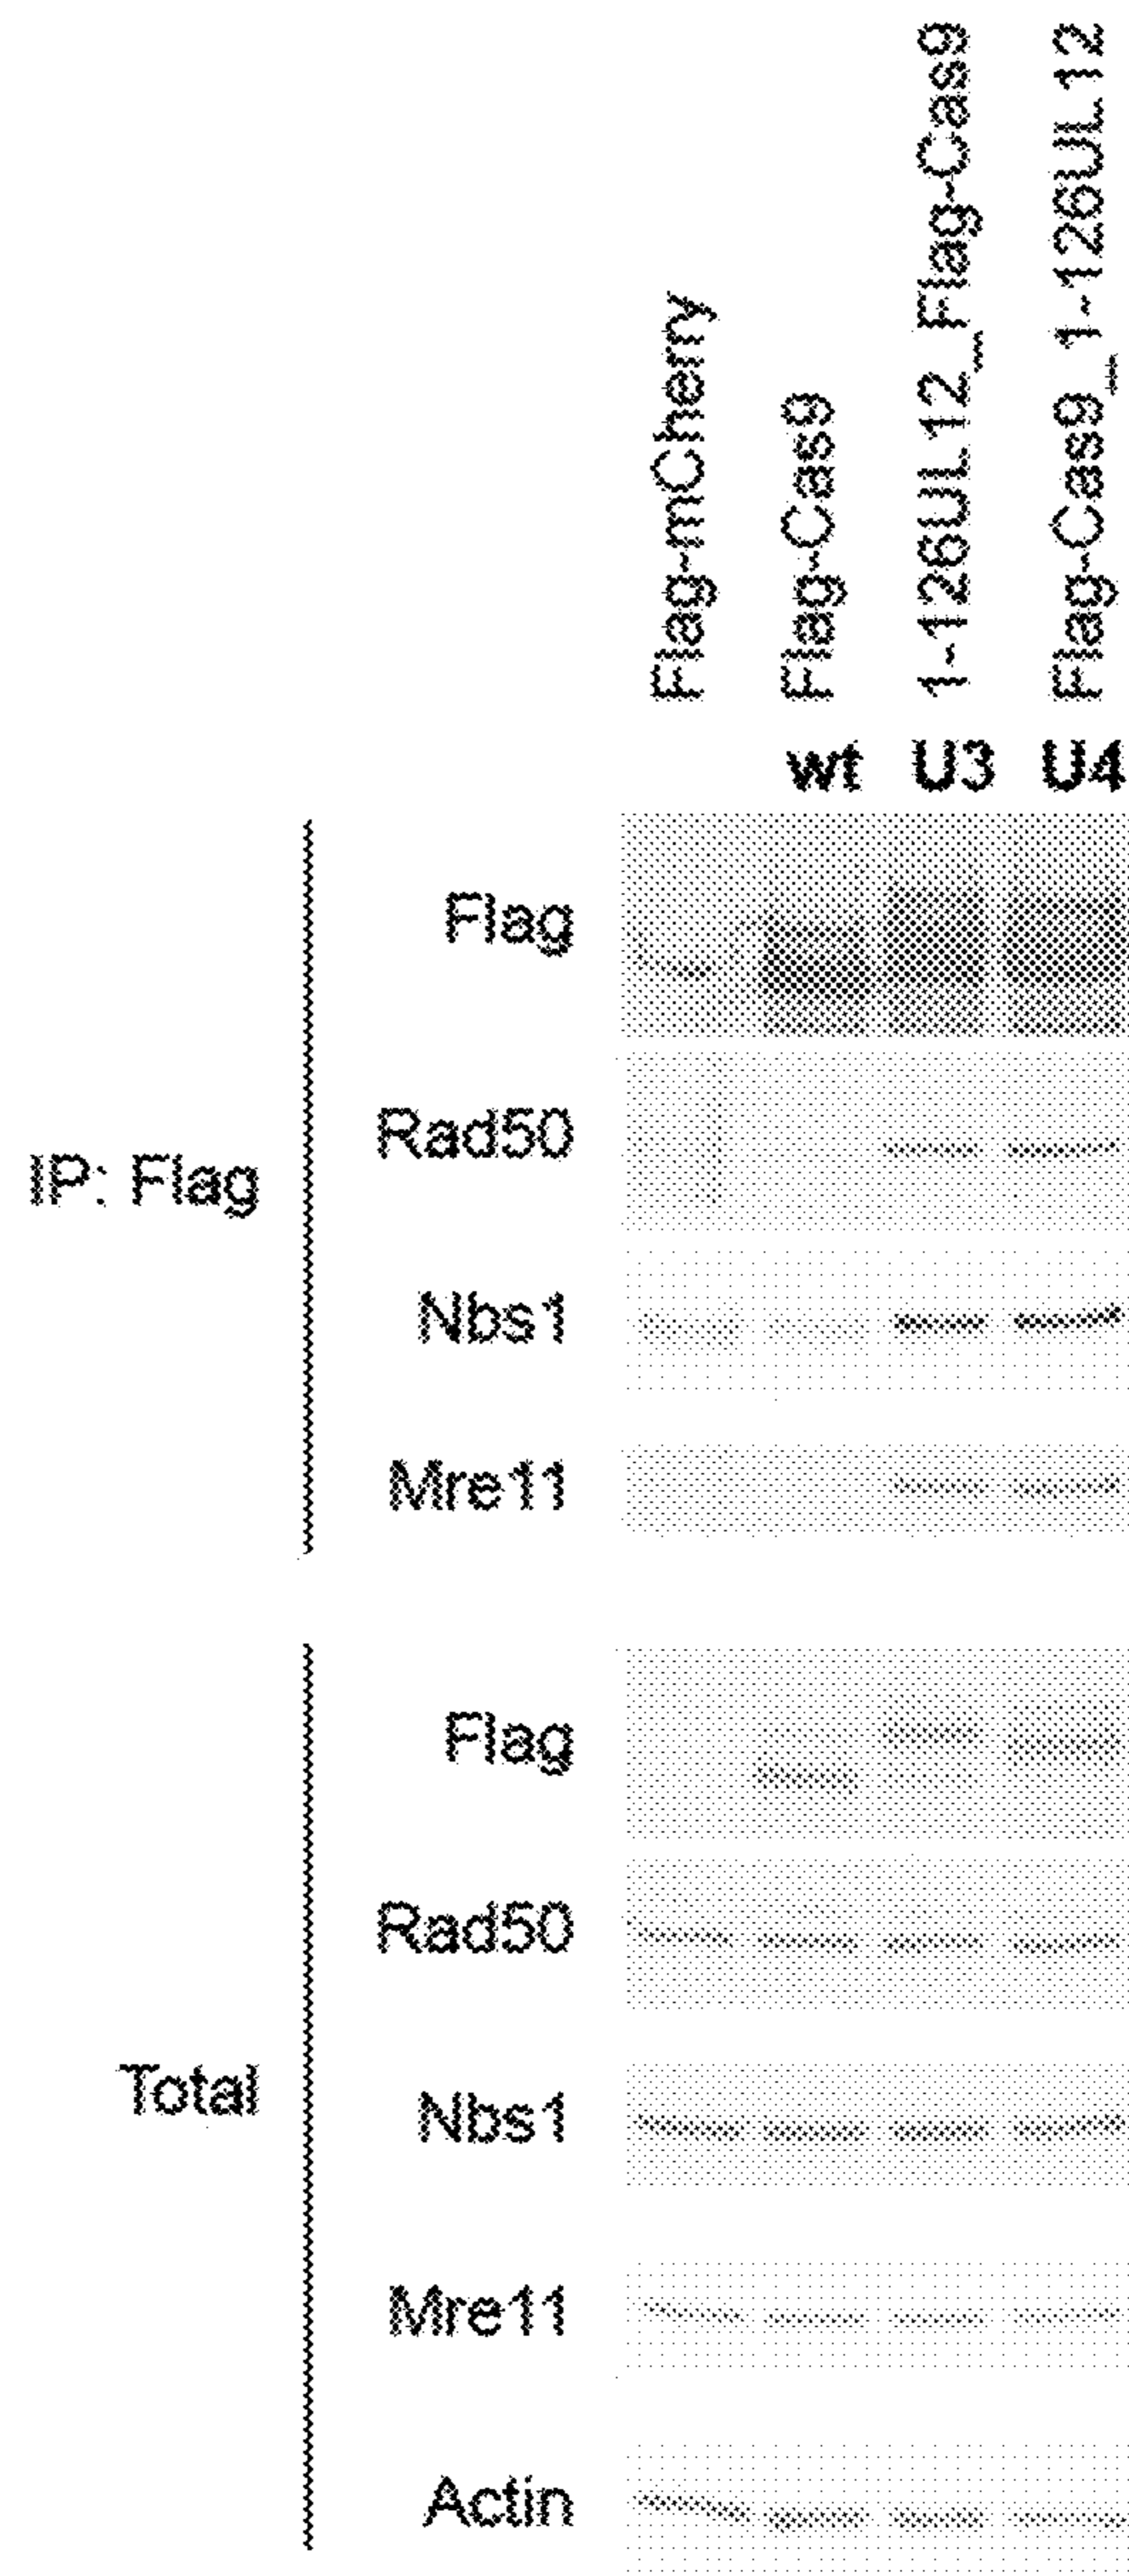 Flag-mCherry
Flag-Cas9
1-126UL12_Flag-Cas9
Flag-Cas9_1-126UL12
wt U3 U4
IP: Flag
Flag
Rad50
Nbs1
Mre11
Total
Flag
Rad50
Nbs1
Mre11
Actin